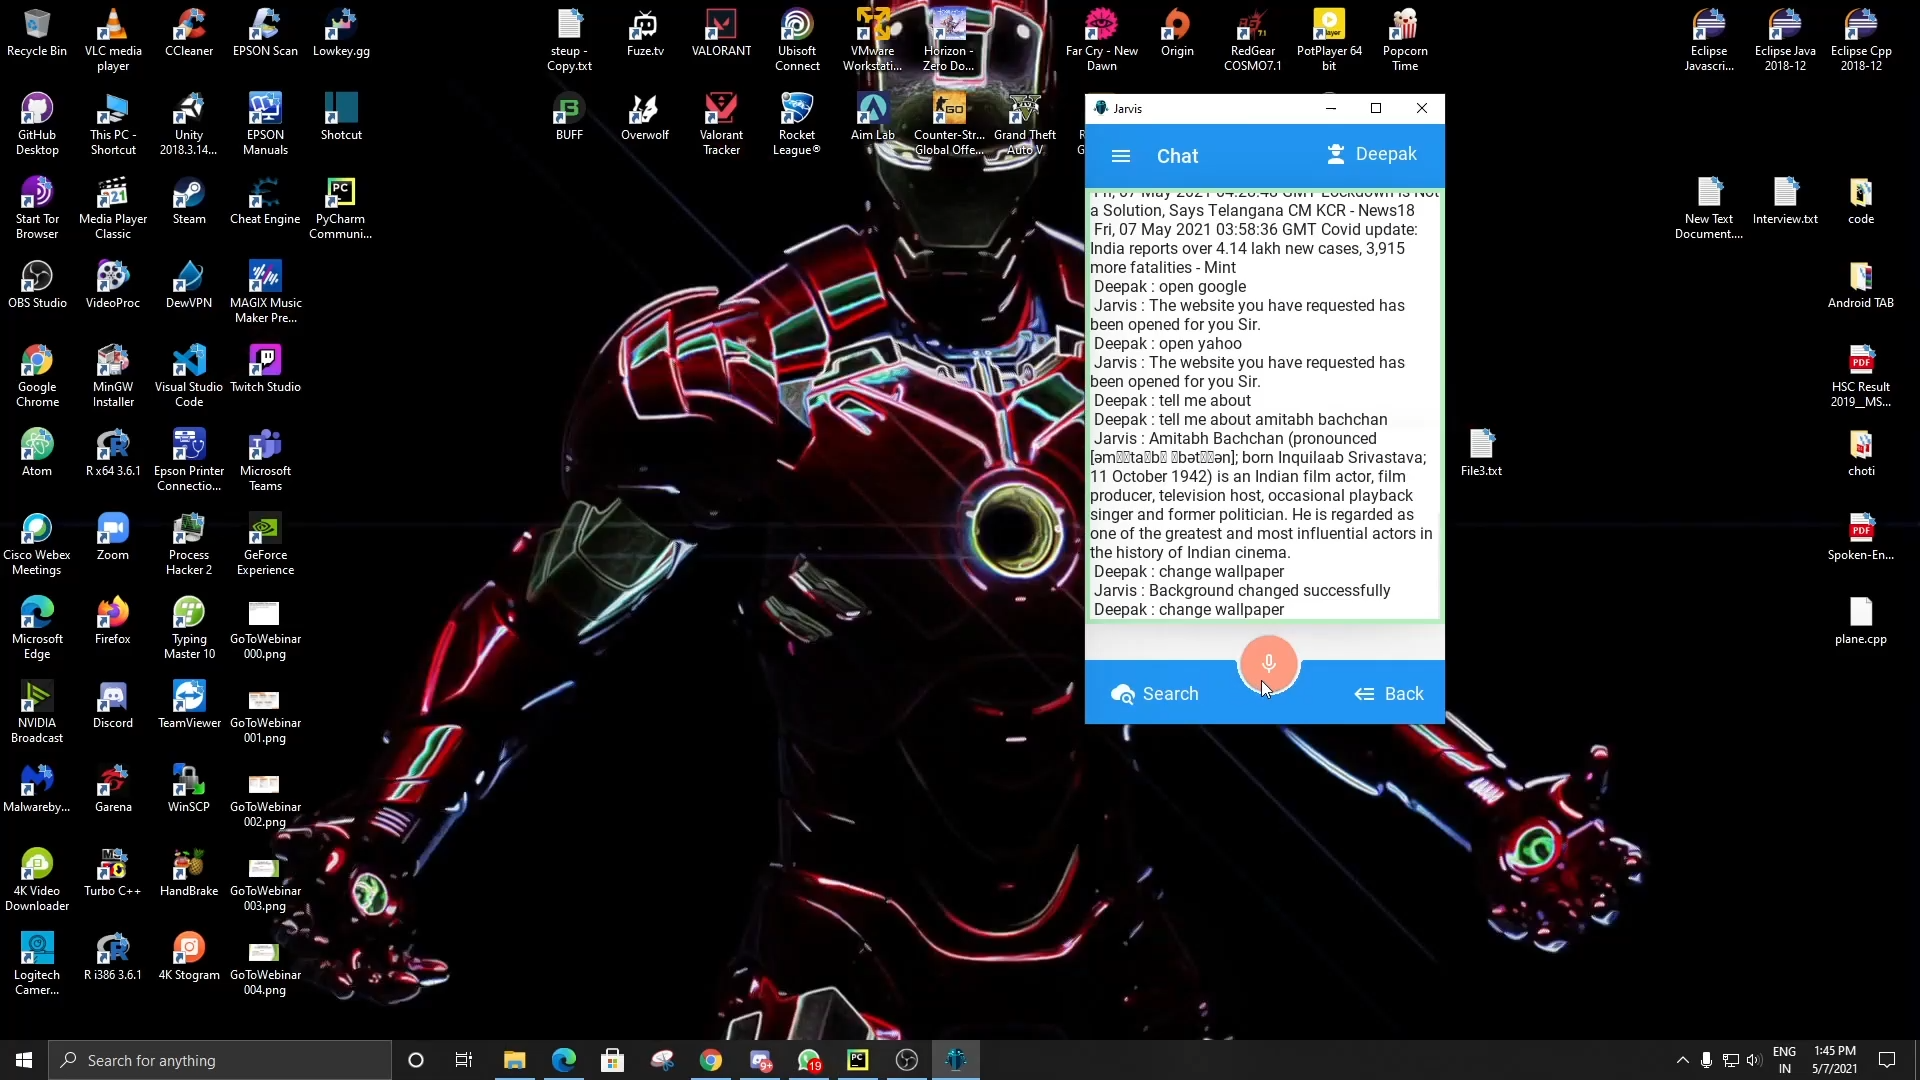 Recycle Bin
VLC media
player
CCleaner
EPSON Scan
Lowkey.gg
steup -
Copy.txt
Fuze.tv
VALORANT
Ubisoft
Connect
VMware
Workstati...
Horizon -
Zero Do...
Far Cry - New
Dawn
Origin
RedGear
COSMO7.1
PotPlayer 64
bit
Popcorn
Time
Eclipse
Javascri...
Eclipse Java
2018-12
Eclipse Cpp
2018-12
GitHub
Desktop
This PC -
Shortcut
Unity
2018.3.14...
EPSON
Manuals
Shotcut
BUFF
Overwolf
Valorant
Tracker
Rocket
League®
Aim Lab
Counter-Str...
Global Offe...
Grand Theft
Auto V
Start Tor
Browser
Media Player
Classic
Steam
Cheat Engine
PyCharm
Communi...
New Text
Document....
Interview.txt
code
OBS Studio
VideoProc
DewVPN
MAGIX Music
Maker Pre...
Android TAB
Google
Chrome
MinGW
Installer
Visual Studio
Code
Twitch Studio
HSC Result
2019__MS...
Atom
R x64 3.6.1
Epson Printer
Connectio...
Microsoft
Teams
File3.txt
choti
Cisco Webex
Meetings
Zoom
Process
Hacker 2
GeForce
Experience
Spoken-En...
Microsoft
Edge
Firefox
Typing
Master 10
GoToWebinar
000.png
plane.cpp
NVIDIA
Broadcast
Discord
TeamViewer
GoToWebinar
001.png
Malwareby...
Garena
WinSCP
GoToWebinar
002.png
4K Video
Downloader
Turbo C++
HandBrake
GoToWebinar
003.png
Logitech
Camer...
R i386 3.6.1
4K Stogram
GoToWebinar
004.png
Jarvis
Chat
Deepak
Fri, 07 May 2021 04:28:48 GMT Lockdown is Not
a Solution, Says Telangana CM KCR - News18
Fri, 07 May 2021 03:58:36 GMT Covid update:
India reports over 4.14 lakh new cases, 3,915
more fatalities - Mint
Deepak : open google
Jarvis : The website you have requested has
been opened for you Sir.
Deepak : open yahoo
Jarvis : The website you have requested has
been opened for you Sir.
Deepak : tell me about
Deepak : tell me about amitabh bachchan
Jarvis : Amitabh Bachchan (pronounced
born Inquilaab Srivastava;
11 October 1942) is an Indian film actor, film
producer, television host, occasional playback
singer and former politician. He is regarded as
one of the greatest and most influential actors in
the history of Indian cinema.
Deepak : change wallpaper
Jarvis : Background changed successfully
Deepak : change wallpaper
Search
Back
Search for anything
9+
19
ENG
IN
1:45 PM
5/7/2021